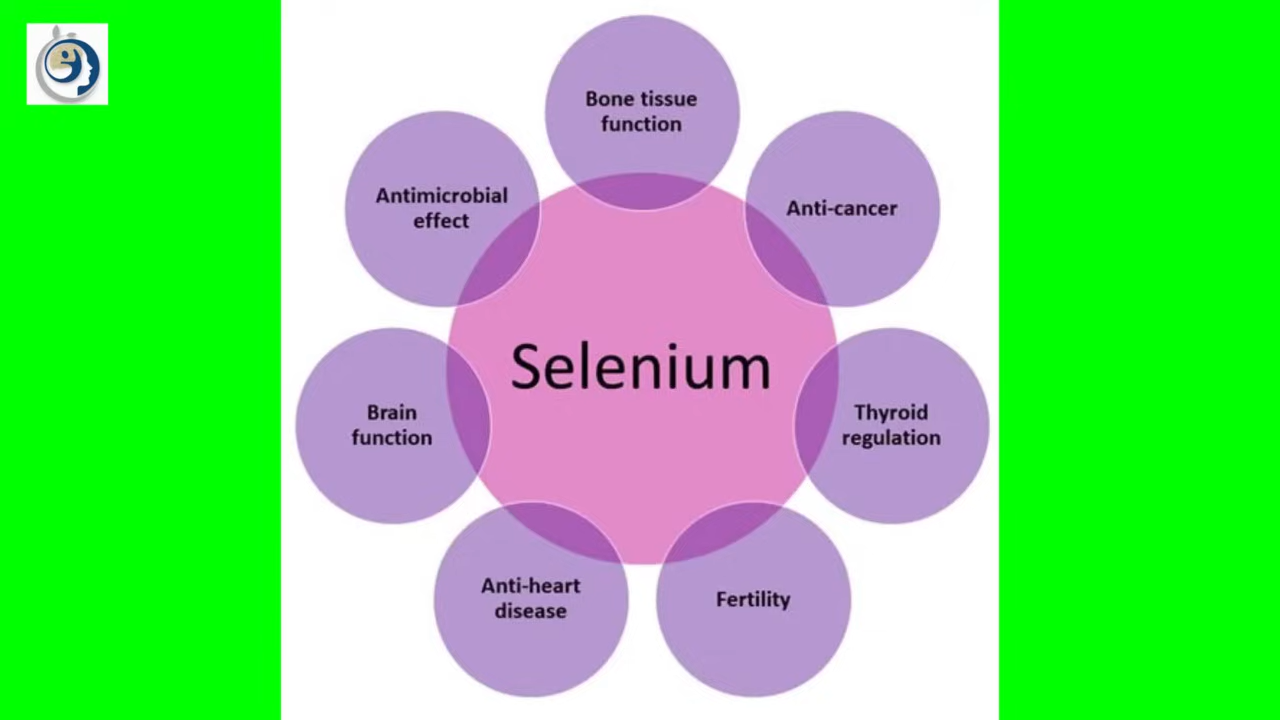 Bone tissue
function
Antimicrobial
effect
Anti-cancer
Selenium
Brain
function
Thyroid
regulation
Anti-heart
disease
Fertility